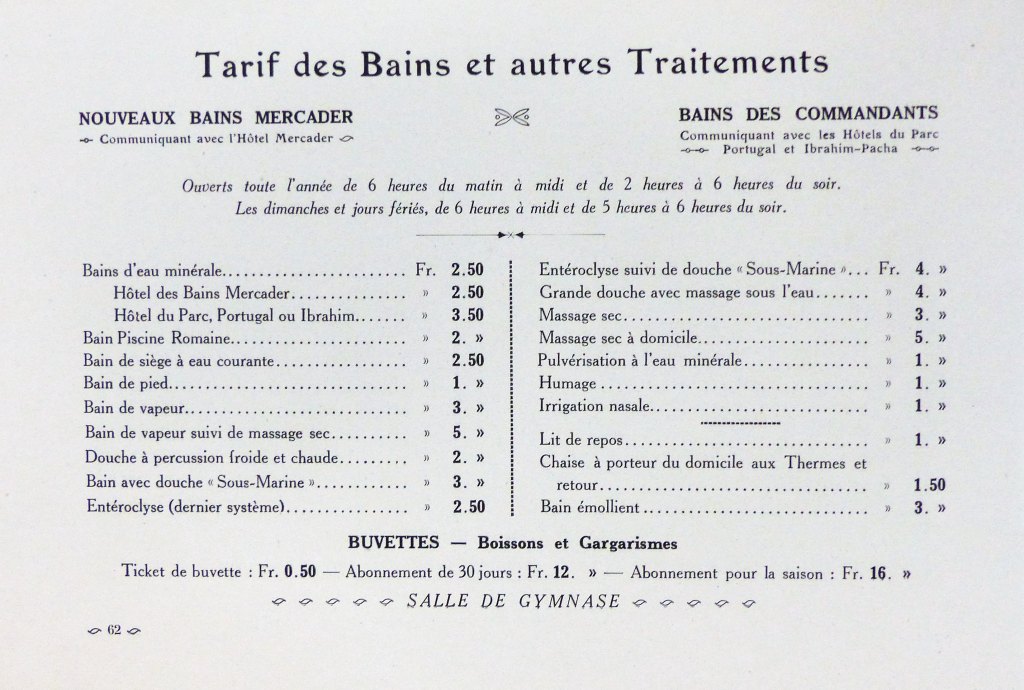 Tarif des Bains et autres Traitements
NOUVEAUX BAINS MERCADER
Communiquant avec l'Hôtel Mercader
BAINS DES COMMANDANTS
Communiquant avec les Hôtels du Parc
Portugal et Ibrahim-Pacha
Ouverts toute l'année de 6 heures du matin à midi et de 2 heures à 6 heures du soir.
Les dimanches et jours fériés, de 6 heures à midi et de 5 heures à 6 heures du soir.
Bains d'eau minérale....................... Fr. 2.50
Hôtel des Bains Mercader............... » 2.50
Hôtel du Parc, Portugal ou Ibrahim....... » 3.50
Bain Piscine Romaine...................... » 2. »
Bain de siège à eau courante................. » 2.50
Bain de pied.............................. » 1. »
Bain de vapeur............................ » 3. »
Bain de vapeur suivi de massage sec.......... » 5. »
Douche à percussion froide et chaude......... » 2. »
Bain avec douche « Sous-Marine »............ » 3. »
Entéroclyse (dernier système)................ » 2.50
Entéroclyse suivi de douche « Sous-Marine »... Fr. 4. »
Grande douche avec massage sous l'eau....... » 4. »
Massage sec............................... » 3. »
Massage sec à domicile...................... » 5. »
Pulvérisation à l'eau minérale................ » 1. »
Humage.................................. » 1. »
Irrigation nasale............................ » 1. »
Lit de repos............................... » 1. »
Chaise à porteur du domicile aux Thermes et
retour.................................. » 1.50
Bain émollient............................. » 3. »
BUVETTES — Boissons et Gargarismes
Ticket de buvette : Fr. 0.50 — Abonnement de 30 jours : Fr. 12. » — Abonnement pour la saison : Fr. 16. »
SALLE DE GYMNASE
62